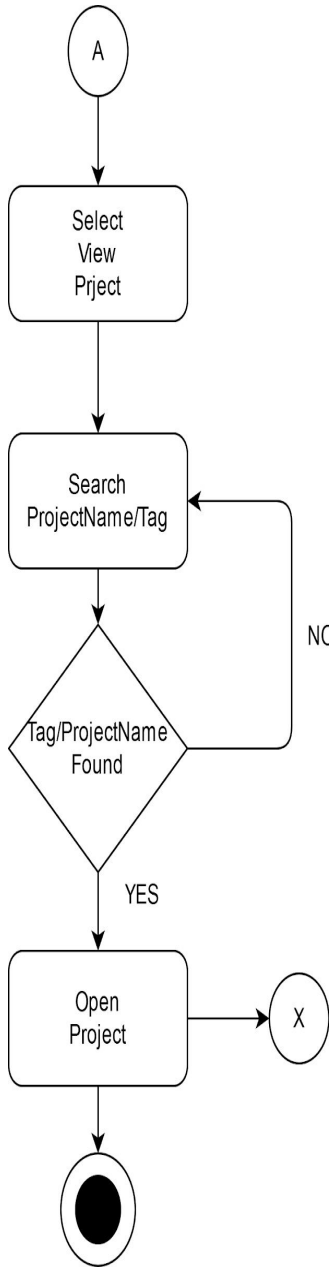 A
Select
View
Prject
Search
ProjectName/Tag
NO
Tag/ProjectName
Found
YES
Open
Project
X